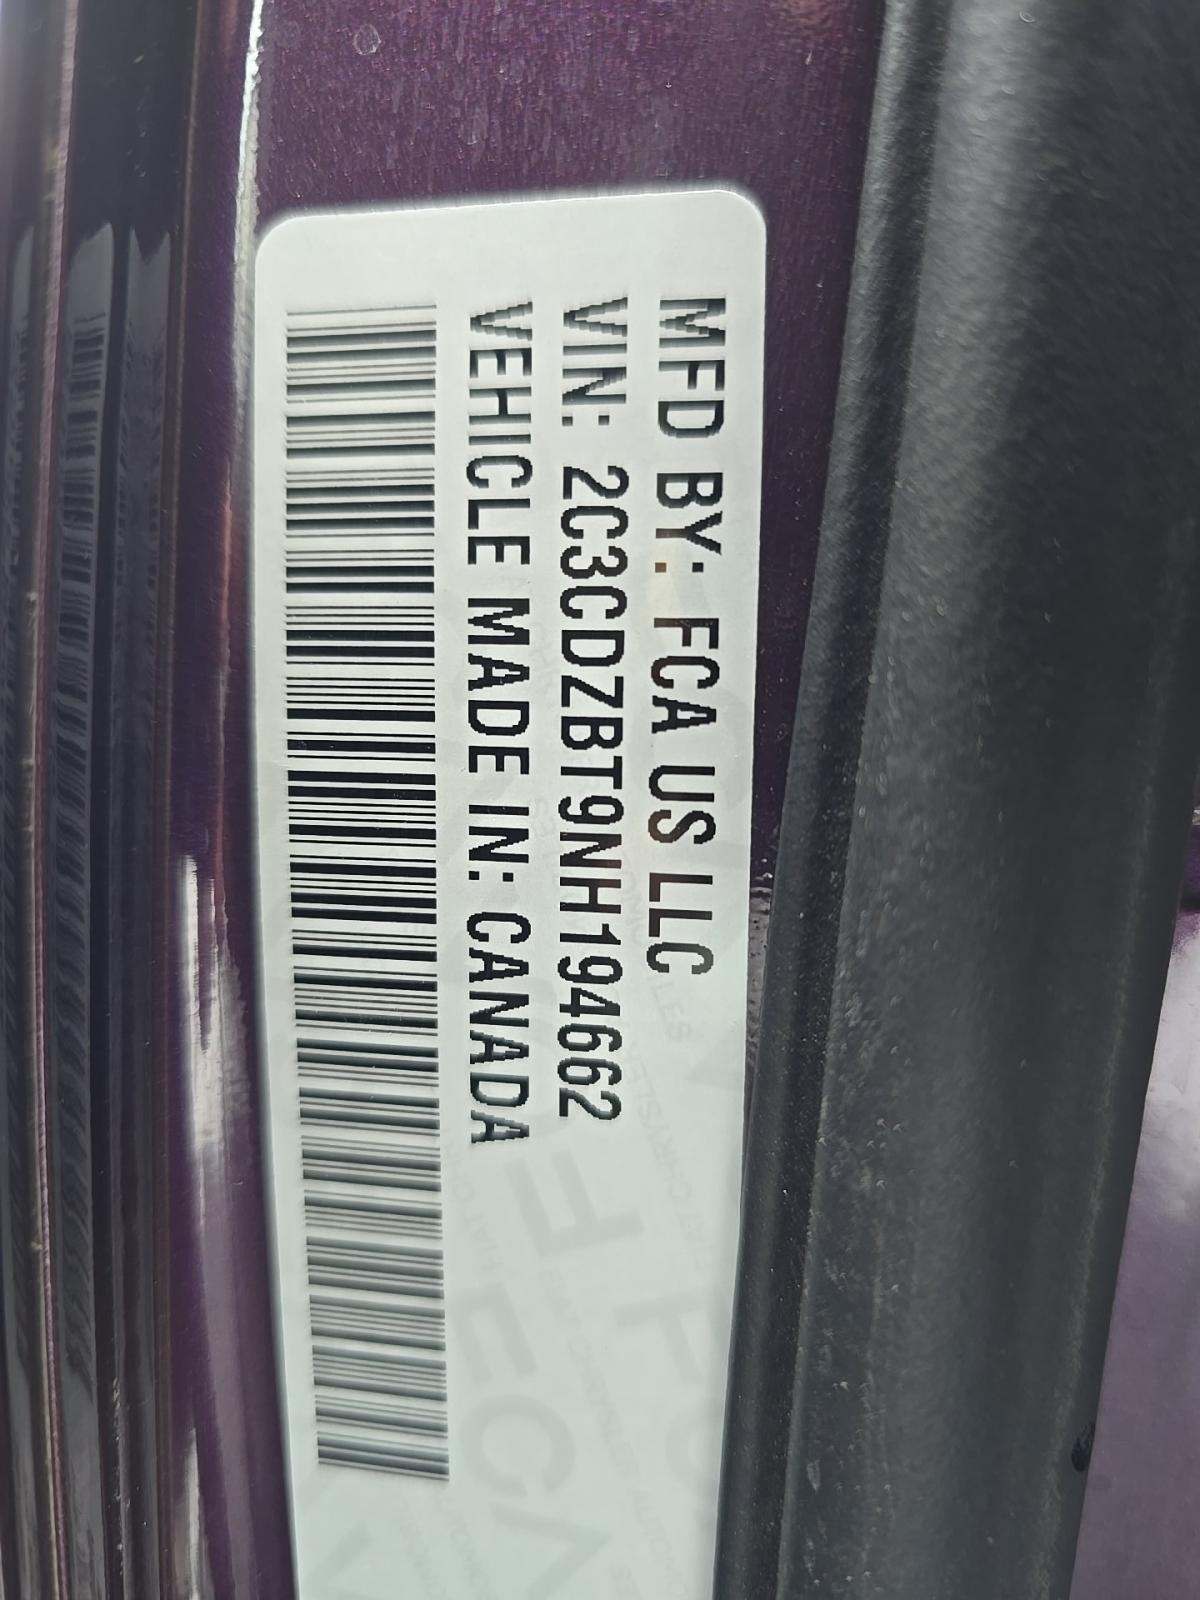 MFD BY: FCA US LLC
VIN: 2C3CDZBT9NH194662
VEHICLE MADE IN: CANADA